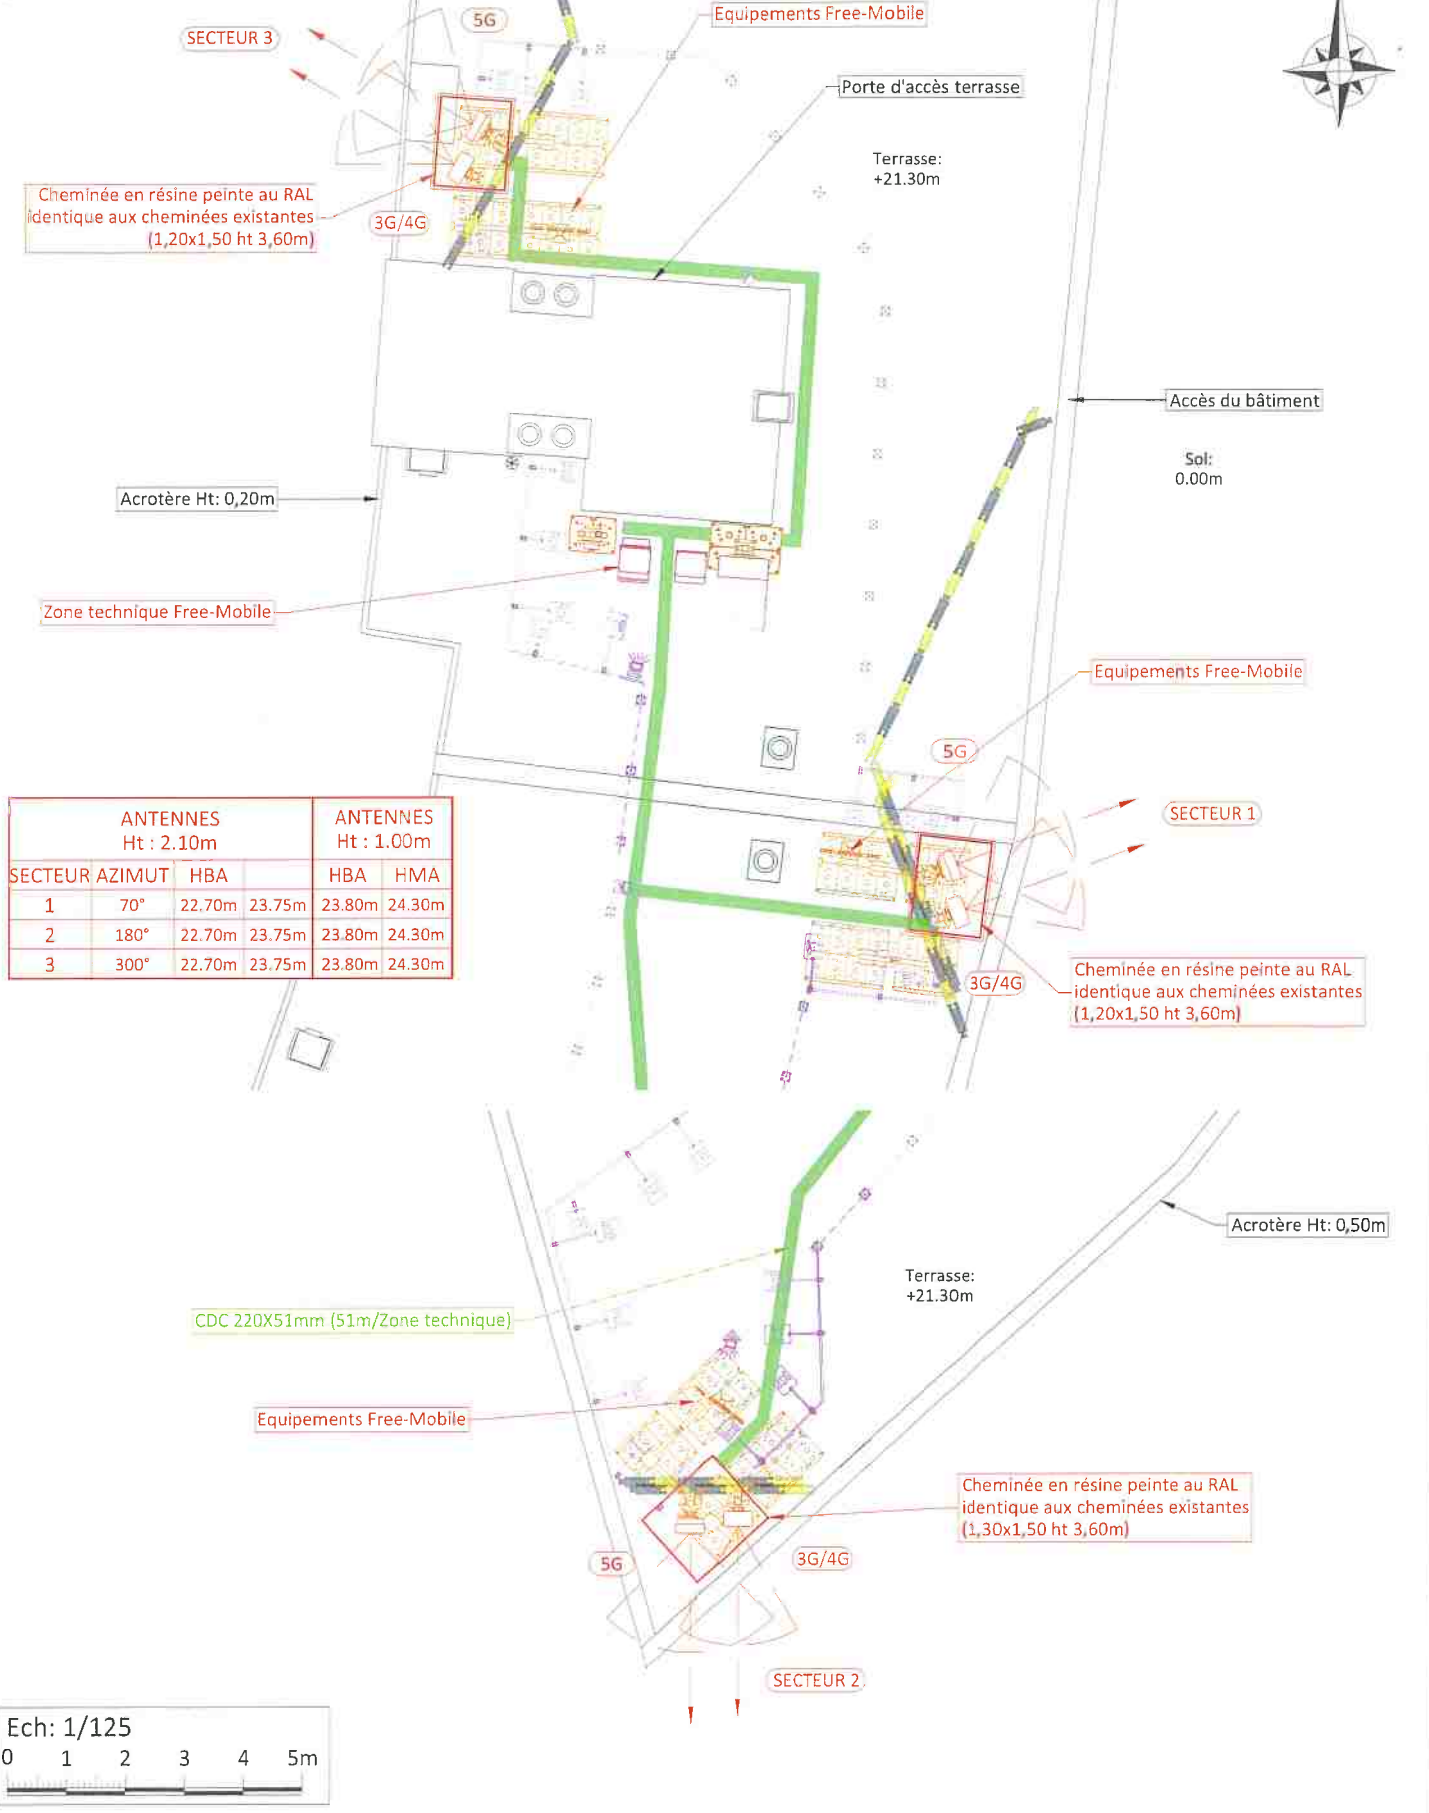 5G
Equipements Free-Mobile
SECTEUR 3
Porte d'accès terrasse
Terrasse:
+21.30m
Cheminée en résine peinte au RAL
identique aux cheminées existantes
(1,20x1,50 ht 3,60m)
3G/4G
Accès du bâtiment
Sol:
0.00m
Acrotère Ht: 0,20m
Zone technique Free-Mobile
Equipements Free-Mobile
5G
SECTEUR 1
ANTENNES ANTENNES
Ht : 2.10m Ht : 1.00m
SECTEUR AZIMUT HBA HBA HMA
1 70° 22.70m 23.75m 23.80m 24.30m
2 180° 22.70m 23.75m 23.80m 24.30m
3 300° 22.70m 23.75m 23.80m 24.30m
3G/4G
Cheminée en résine peinte au RAL
identique aux cheminées existantes
(1,20x1,50 ht 3,60m)
Acrotère Ht: 0,50m
Terrasse:
+21.30m
CDC 220X51mm (51m/Zone technique)
Equipements Free-Mobile
Cheminée en résine peinte au RAL
identique aux cheminées existantes
(1,30x1,50 ht 3,60m)
5G
3G/4G
SECTEUR 2
Ech: 1/125
0 1 2 3 4 5m